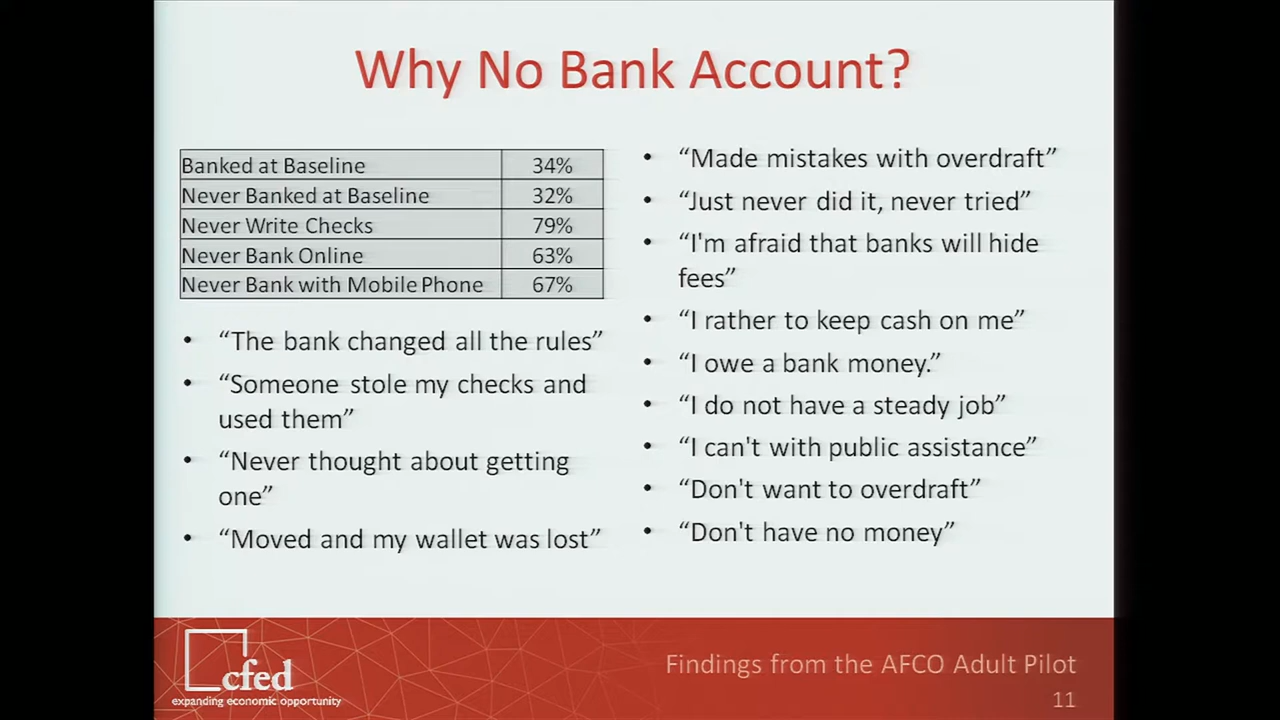 Why No Bank Account?
Banked at Baseline 34%
Never Banked at Baseline 32%
Never Write Checks 79%
Never Bank Online 63%
Never Bank with Mobile Phone 67%
• “The bank changed all the rules”
• “Someone stole my checks and
used them”
• “Never thought about getting
one”
• “Moved and my wallet was lost”
• “Made mistakes with overdraft”
• “Just never did it, never tried”
• “I'm afraid that banks will hide
fees”
• “I rather to keep cash on me”
• “I owe a bank money.”
• “I do not have a steady job”
• “I can't with public assistance”
• “Don't want to overdraft”
• “Don't have no money”
cfed
expanding economic opportunity
Findings from the AFCO Adult Pilot
11